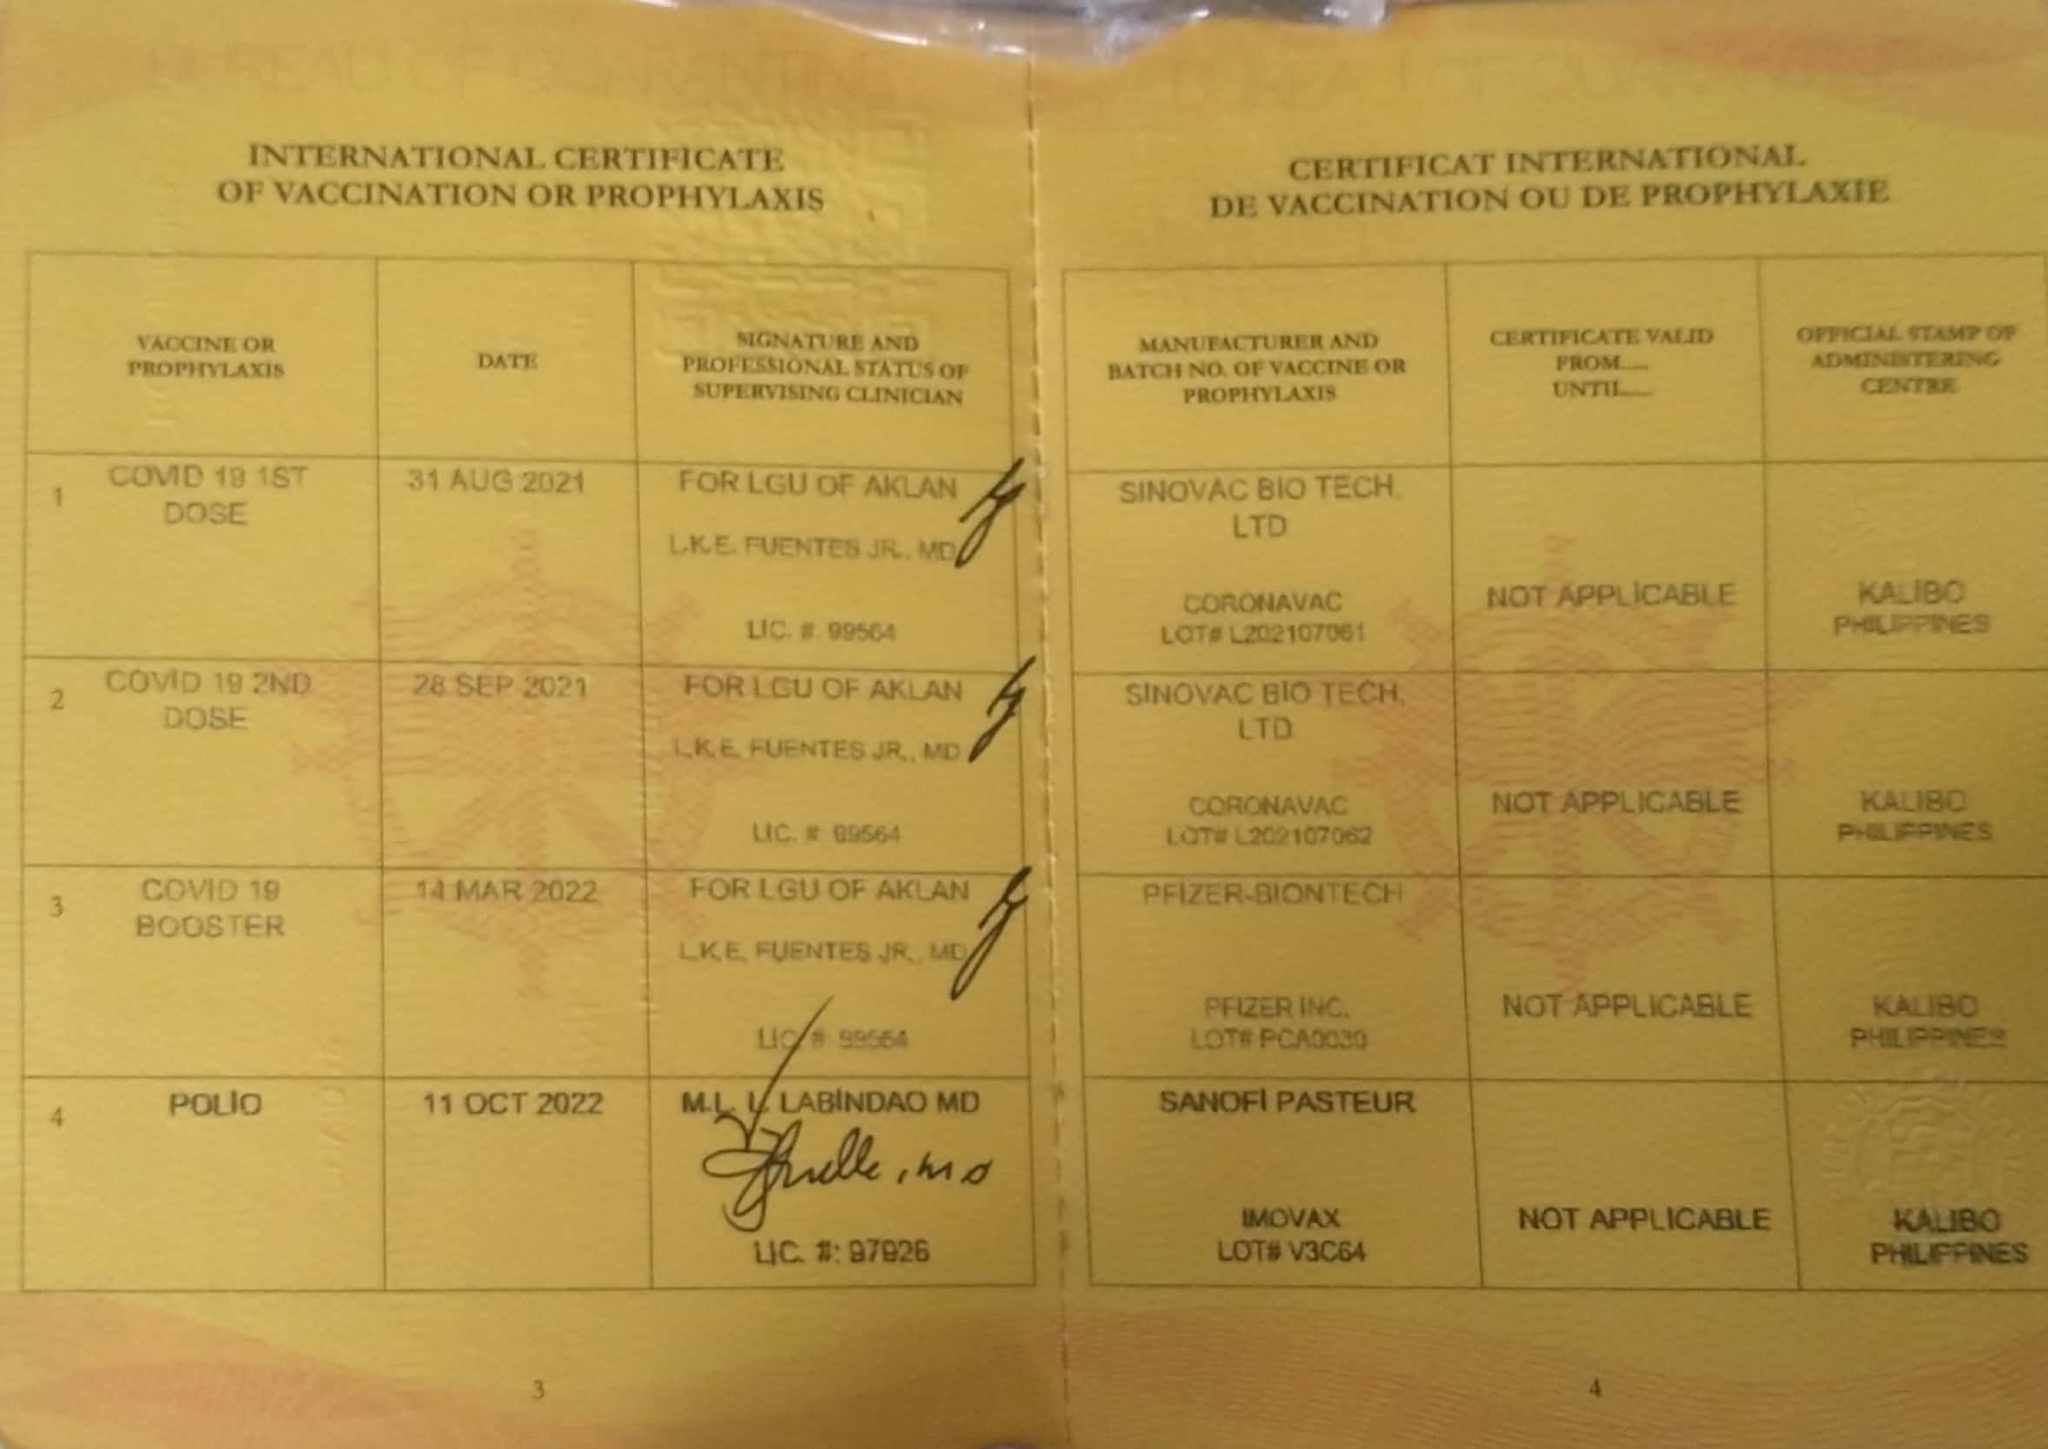 BUREAU OF QUARANTINE
INTERNATIONAL CERTIFICATE
OF VACCINATION OR PROPHYLAXIS
VACCINE OR
PROPHYLAXIS
DATE
SIGNATURE AND
PROFESSIONAL STATUS OF
SUPERVISING CLINICIAN
1
COVID 19 1ST
DOSE
31 AUG 2021
FOR LGU OF AKLAN
L.K.E. FUENTES JR., MD
LIC. #: 99564
2
COVID 19 2ND
DOSE
28 SEP 2021
FOR LGU OF AKLAN
L.K.E. FUENTES JR., MD
LIC. #: 99564
3
COVID 19
BOOSTER
14 MAR 2022
FOR LGU OF AKLAN
L.K.E. FUENTES JR., MD
LIC. #: 99564
4
POLIO
11 OCT 2022
M.L. L. LABINDAO MD
, MD
LIC. #: 97926
3
CERTIFICAT INTERNATIONAL
DE VACCINATION OU DE PROPHYLAXIE
MANUFACTURER AND
BATCH NO. OF VACCINE OR
PROPHYLAXIS
CERTIFICATE VALID
FROM.....
UNTIL.....
OFFICIAL STAMP OF
ADMINISTERING
CENTRE
SINOVAC BIO TECH,
LTD
CORONAVAC
LOT# L202107061
NOT APPLICABLE
KALIBO
PHILIPPINES
SINOVAC BIO TECH,
LTD
CORONAVAC
LOT# L202107062
NOT APPLICABLE
KALIBO
PHILIPPINES
PFIZER-BIONTECH
PFIZER INC.
LOT# PCA0030
NOT APPLICABLE
KALIBO
PHILIPPINES
SANOFI PASTEUR
IMOVAX
LOT# V3C64
NOT APPLICABLE
KALIBO
PHILIPPINES
4